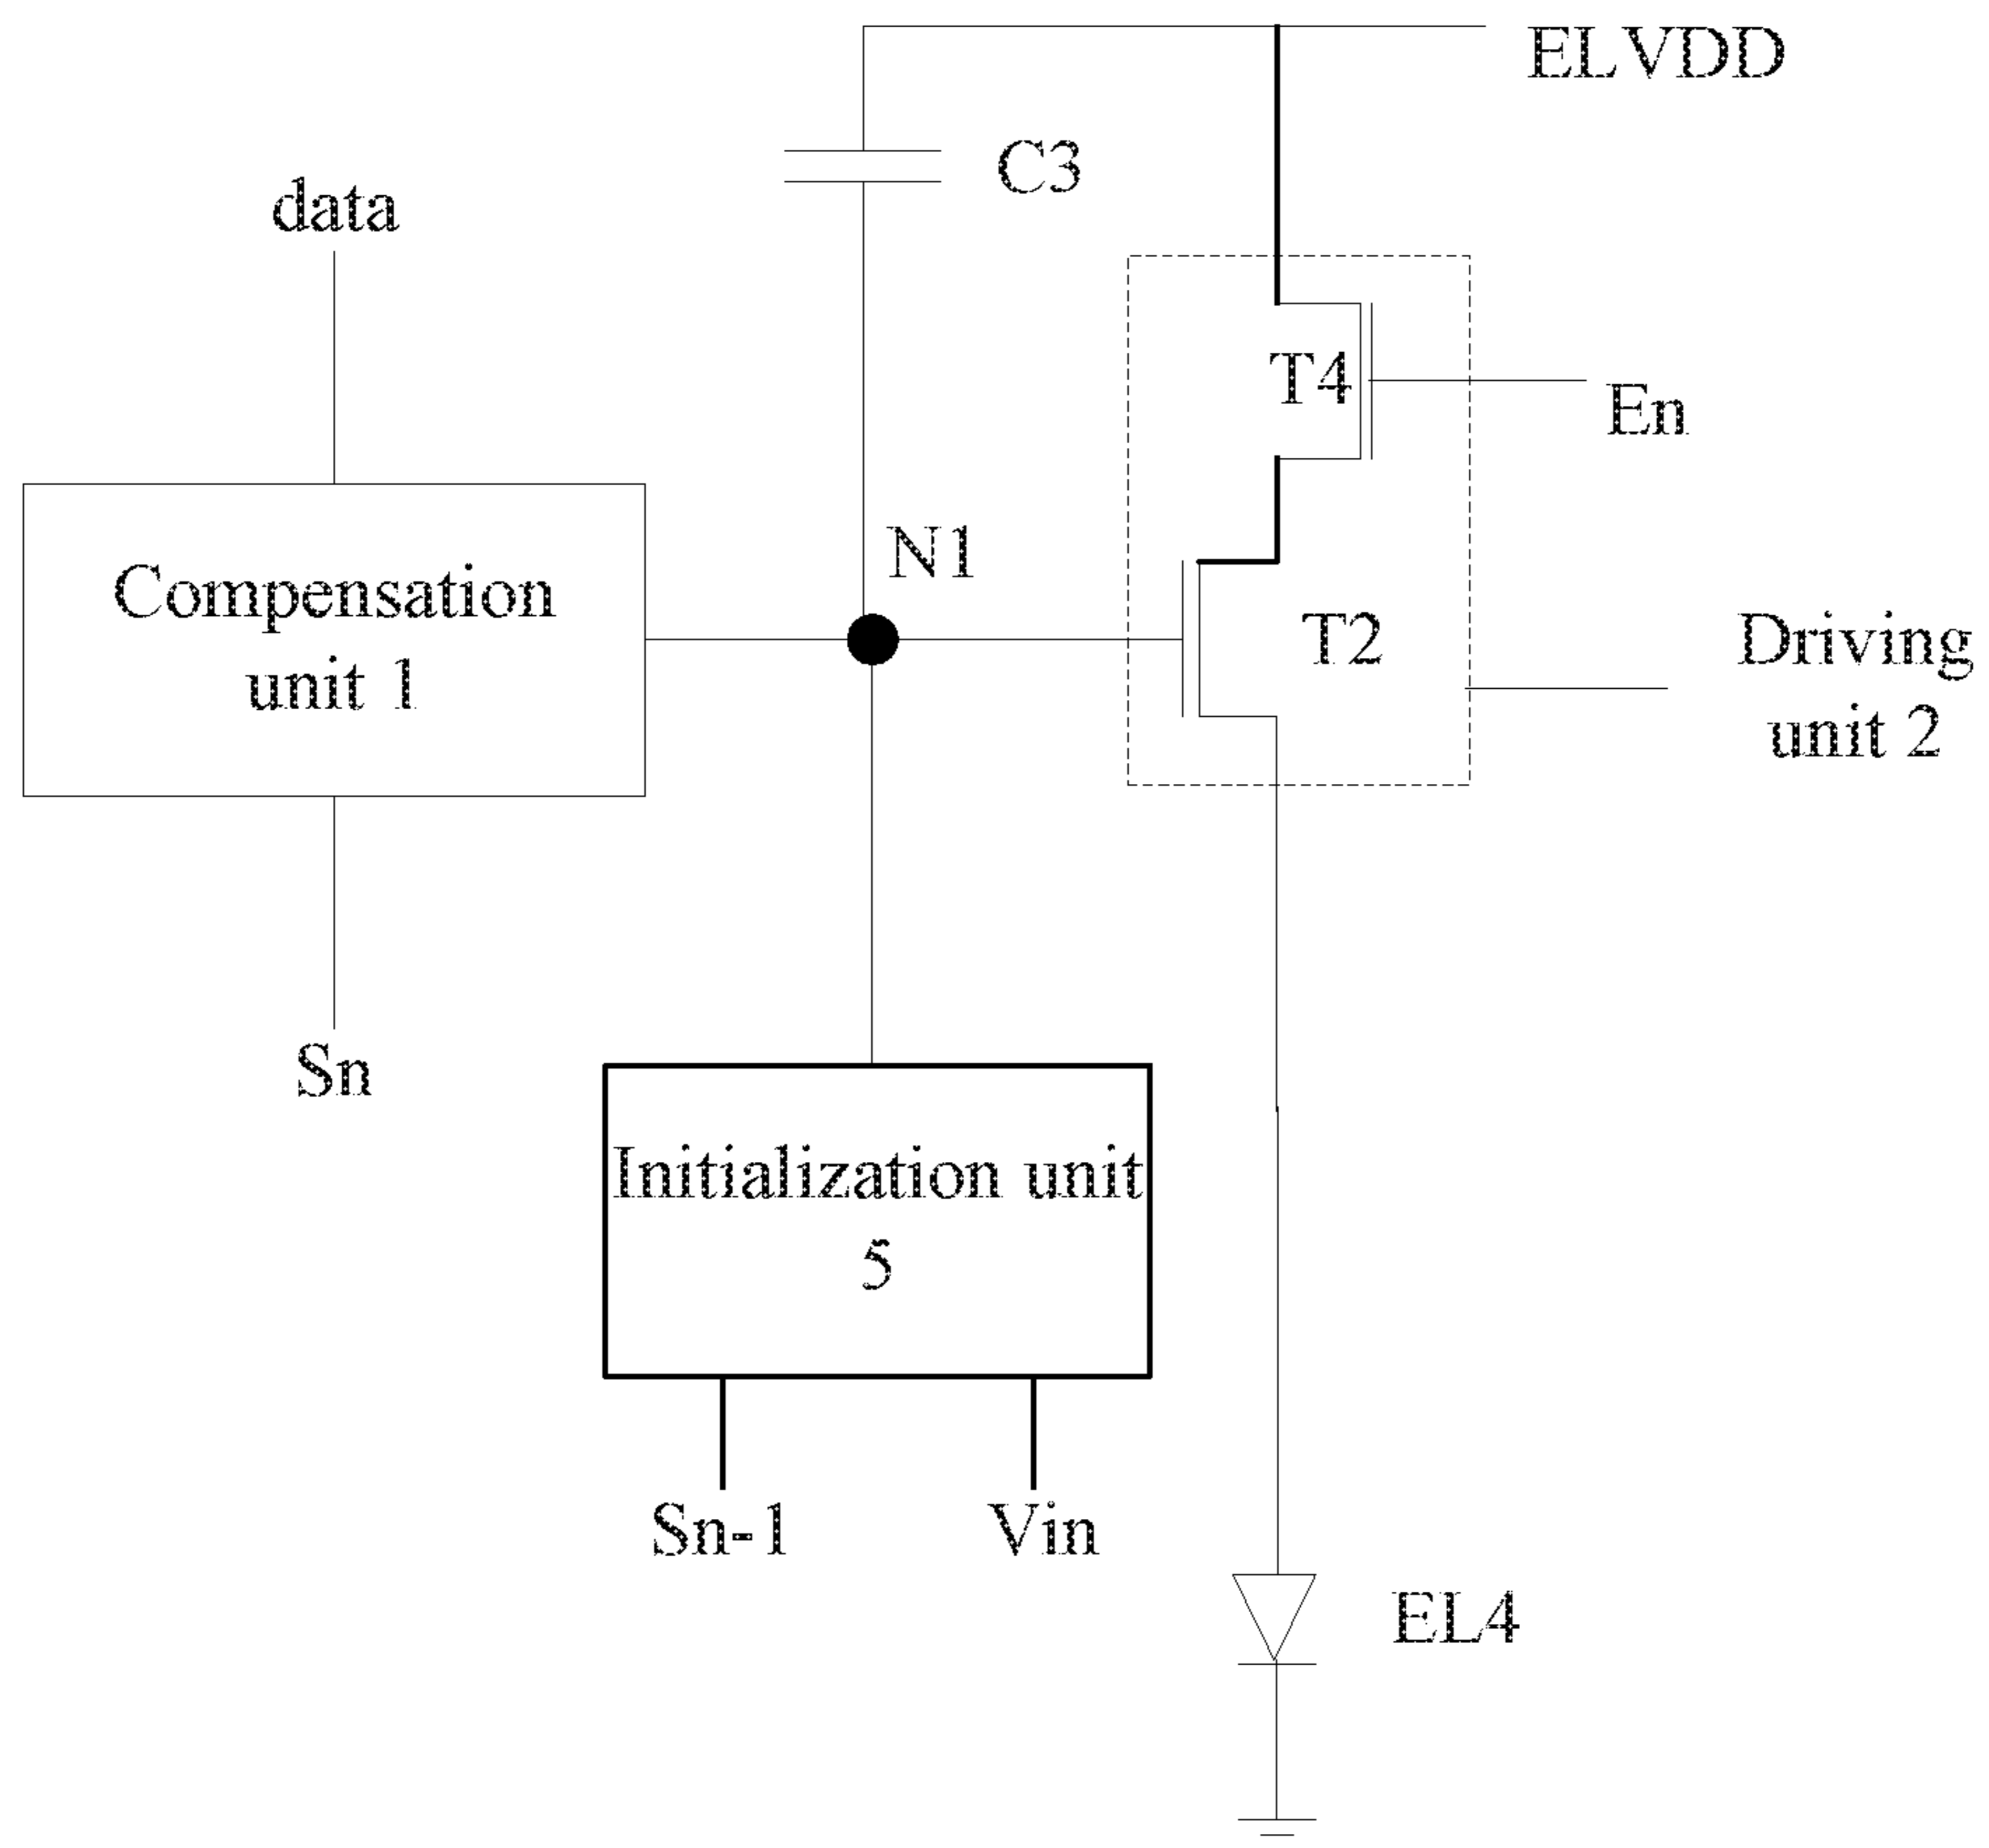 ELVDD
C3
data
T4
En
N1
Compensation
unit 1
T2
Driving
unit 2
Sn
Initialization unit
5
Sn-1
Vin
EL4